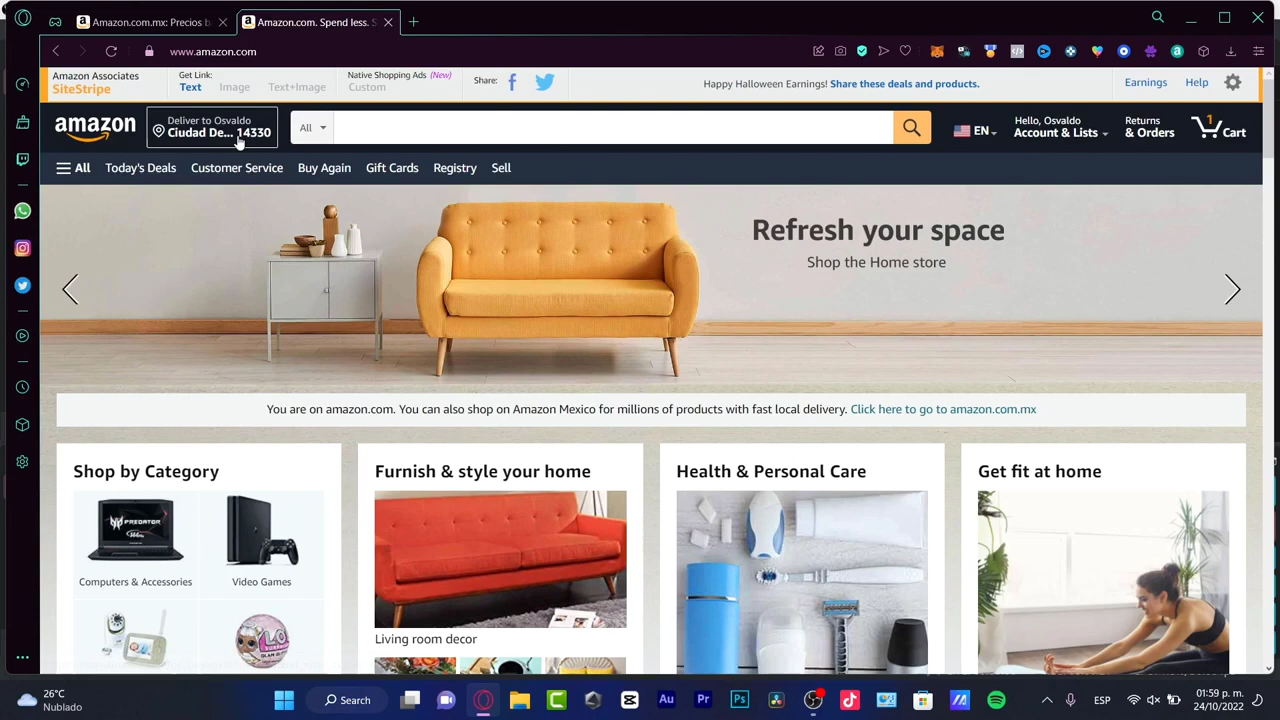 Amazon.com.mx: Precios b
Amazon.com. Spend less. S
www.amazon.com
Amazon Associates
SiteStripe
Get Link:
Text
Image
Text+Image
Native Shopping Ads (New)
Custom
Share:
Happy Halloween Earnings! Share these deals and products.
Earnings
Help
amazon
Deliver to Osvaldo
Ciudad De... 14330
All
EN
Hello, Osvaldo
Account & Lists
Returns
& Orders
1
Cart
All
Today's Deals
Customer Service
Buy Again
Gift Cards
Registry
Sell
Refresh your space
Shop the Home store
You are on amazon.com. You can also shop on Amazon Mexico for millions of products with fast local delivery. Click here to go to amazon.com.mx
Shop by Category
Furnish & style your home
Health & Personal Care
Get fit at home
PREDATOR
Computers & Accessories
Video Games
Living room decor
26°C
Nublado
Search
Au
Pr
Ps
ESP
01:59 p. m.
24/10/2022